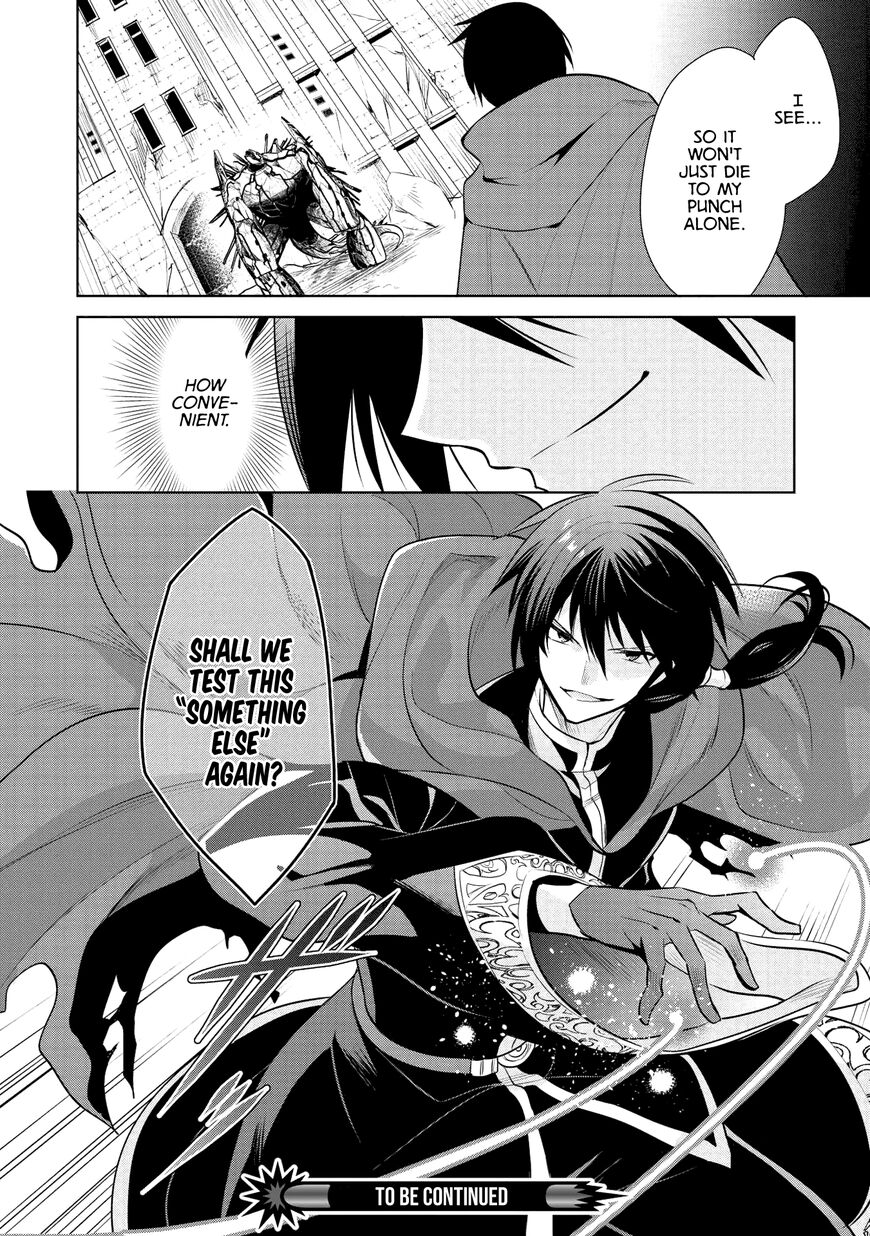 I
SEE...
SO IT
WON'T
JUST DIE
TO MY
PUNCH
ALONE.
HOW
CONVE-
NIENT.
SHALL WE
TEST THIS
"SOMETHING
ELSE"
AGAIN?
TO BE CONTINUED